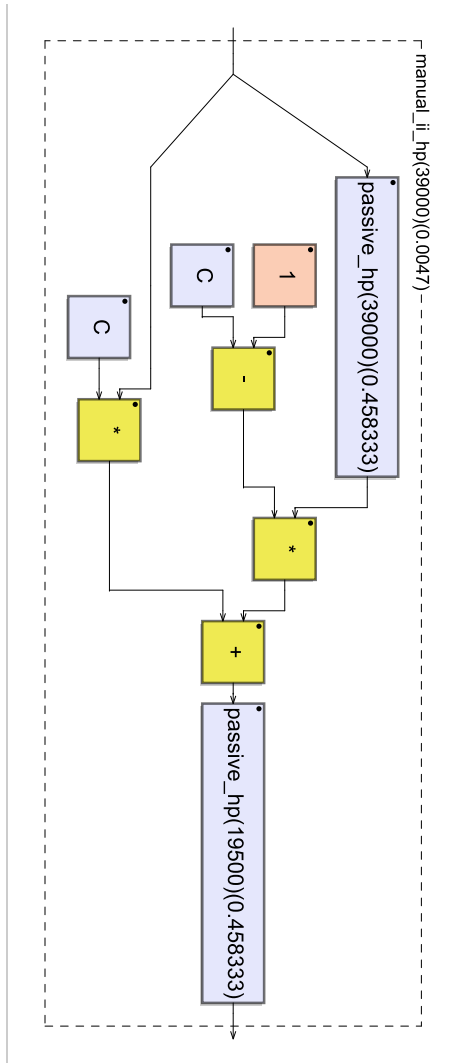 manual_ii_hp(39000)(0.0047)
passive_hp(39000)(0.458333)
1
C
-
*
C
*
+
passive_hp(19500)(0.458333)